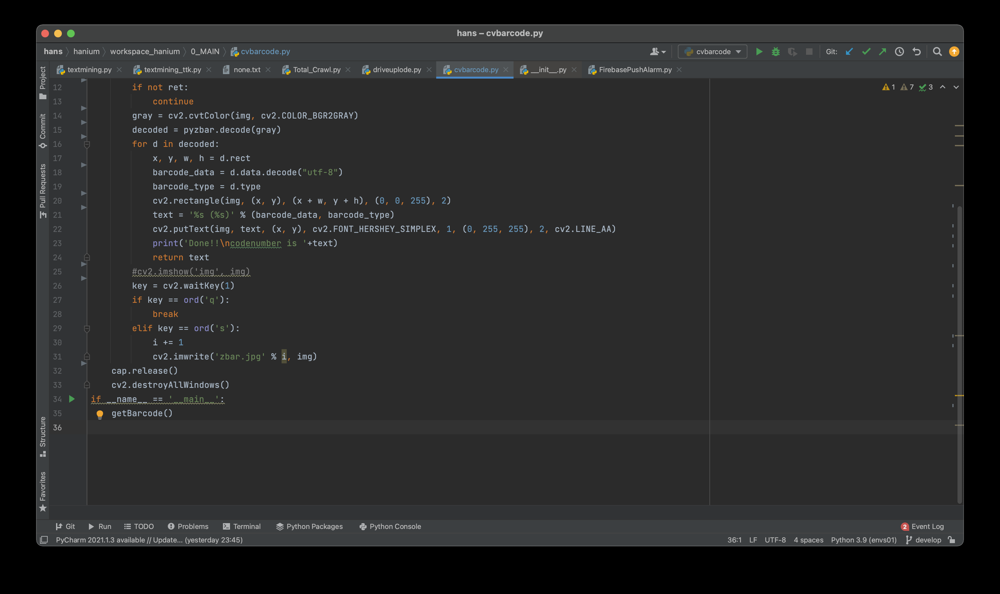 hans – cvbarcode.py
hans hanium workspace_hanium 0_MAIN cvbarcode.py cvbarcode Git:
textmining.py textmining_ttk.py none.txt Total_Crawl.py driveuplode.py cvbarcode.py __init__.py FirebasePushAlarm.py
Project
Commit
Pull Requests
Structure
Favorites
1 7 3
12 if not ret:
13 continue
14 gray = cv2.cvtColor(img, cv2.COLOR_BGR2GRAY)
15 decoded = pyzbar.decode(gray)
16 for d in decoded:
17 x, y, w, h = d.rect
18 barcode_data = d.data.decode("utf-8")
19 barcode_type = d.type
20 cv2.rectangle(img, (x, y), (x + w, y + h), (0, 0, 255), 2)
21 text = '%s (%s)' % (barcode_data, barcode_type)
22 cv2.putText(img, text, (x, y), cv2.FONT_HERSHEY_SIMPLEX, 1, (0, 255, 255), 2, cv2.LINE_AA)
23 print('Done!!\ncodenumber is '+text)
24 return text
25 #cv2.imshow('img', img)
26 key = cv2.waitKey(1)
27 if key == ord('q'):
28 break
29 elif key == ord('s'):
30 i += 1
31 cv2.imwrite('zbar.jpg' % i, img)
32 cap.release()
33 cv2.destroyAllWindows()
34 if __name__ == '__main__':
35 getBarcode()
36
Git Run TODO Problems Terminal Python Packages Python Console 2 Event Log
PyCharm 2021.1.3 available // Update... (yesterday 23:45) 36:1 LF UTF-8 4 spaces Python 3.9 (envs01) develop